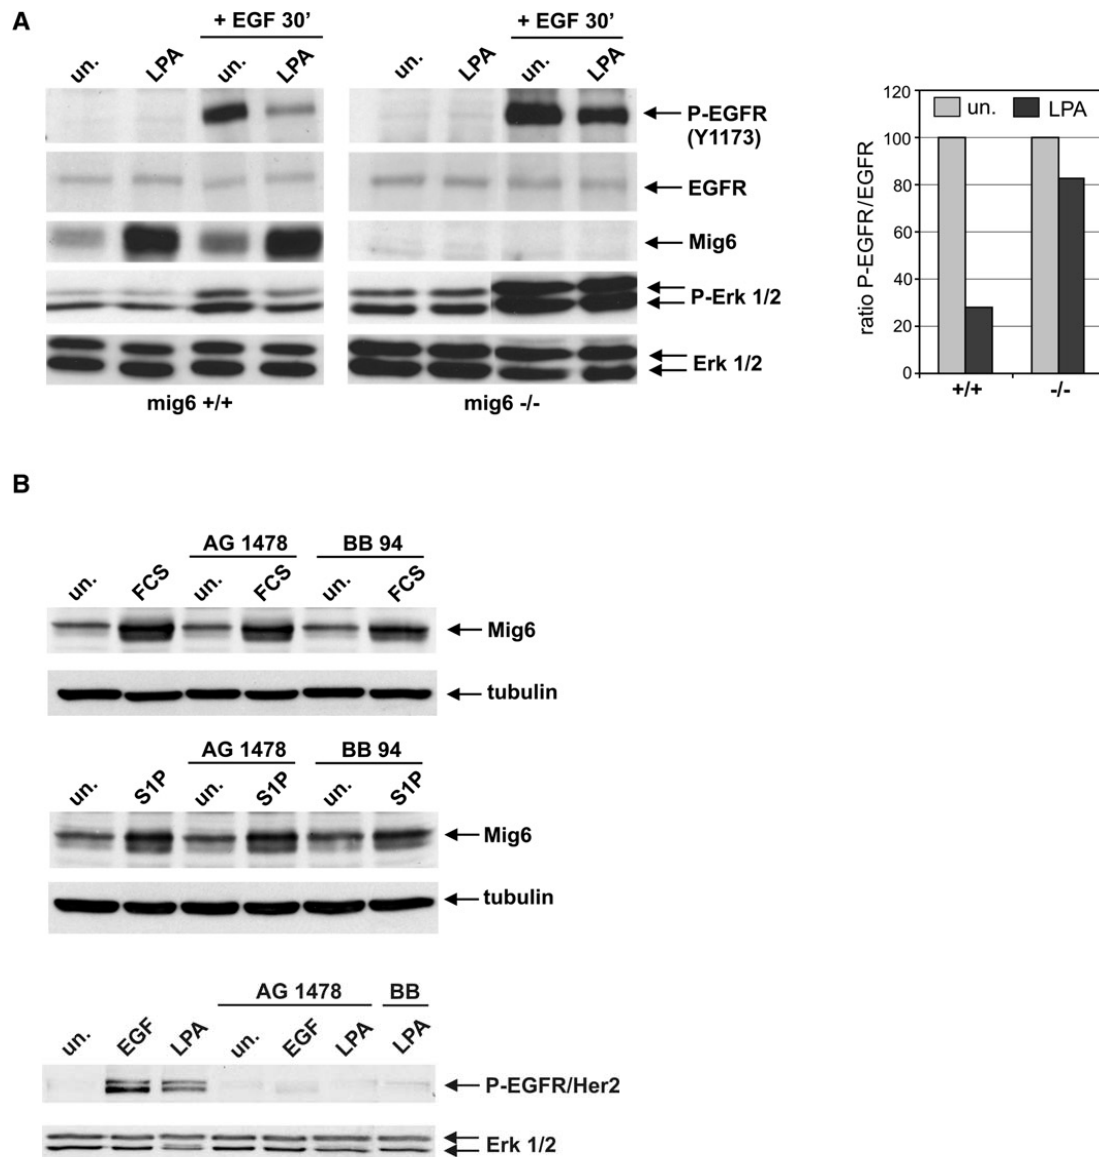 A
+ EGF 30'
+ EGF 30'
un. LPA un. LPA
un. LPA un. LPA
P-EGFR
(Y1173)
EGFR
Mig6
P-Erk 1/2
Erk 1/2
mig6 +/+
mig6 -/-
ratio P-EGFR/EGFR
120
100
80
60
40
20
0
un. LPA
+/+ -/-
B
AG 1478 BB 94
un. FCS un. FCS un. FCS
Mig6
tubulin
AG 1478 BB 94
un. S1P un. S1P un. S1P
Mig6
tubulin
AG 1478 BB
un. EGF LPA un. EGF LPA LPA
P-EGFR/Her2
Erk 1/2